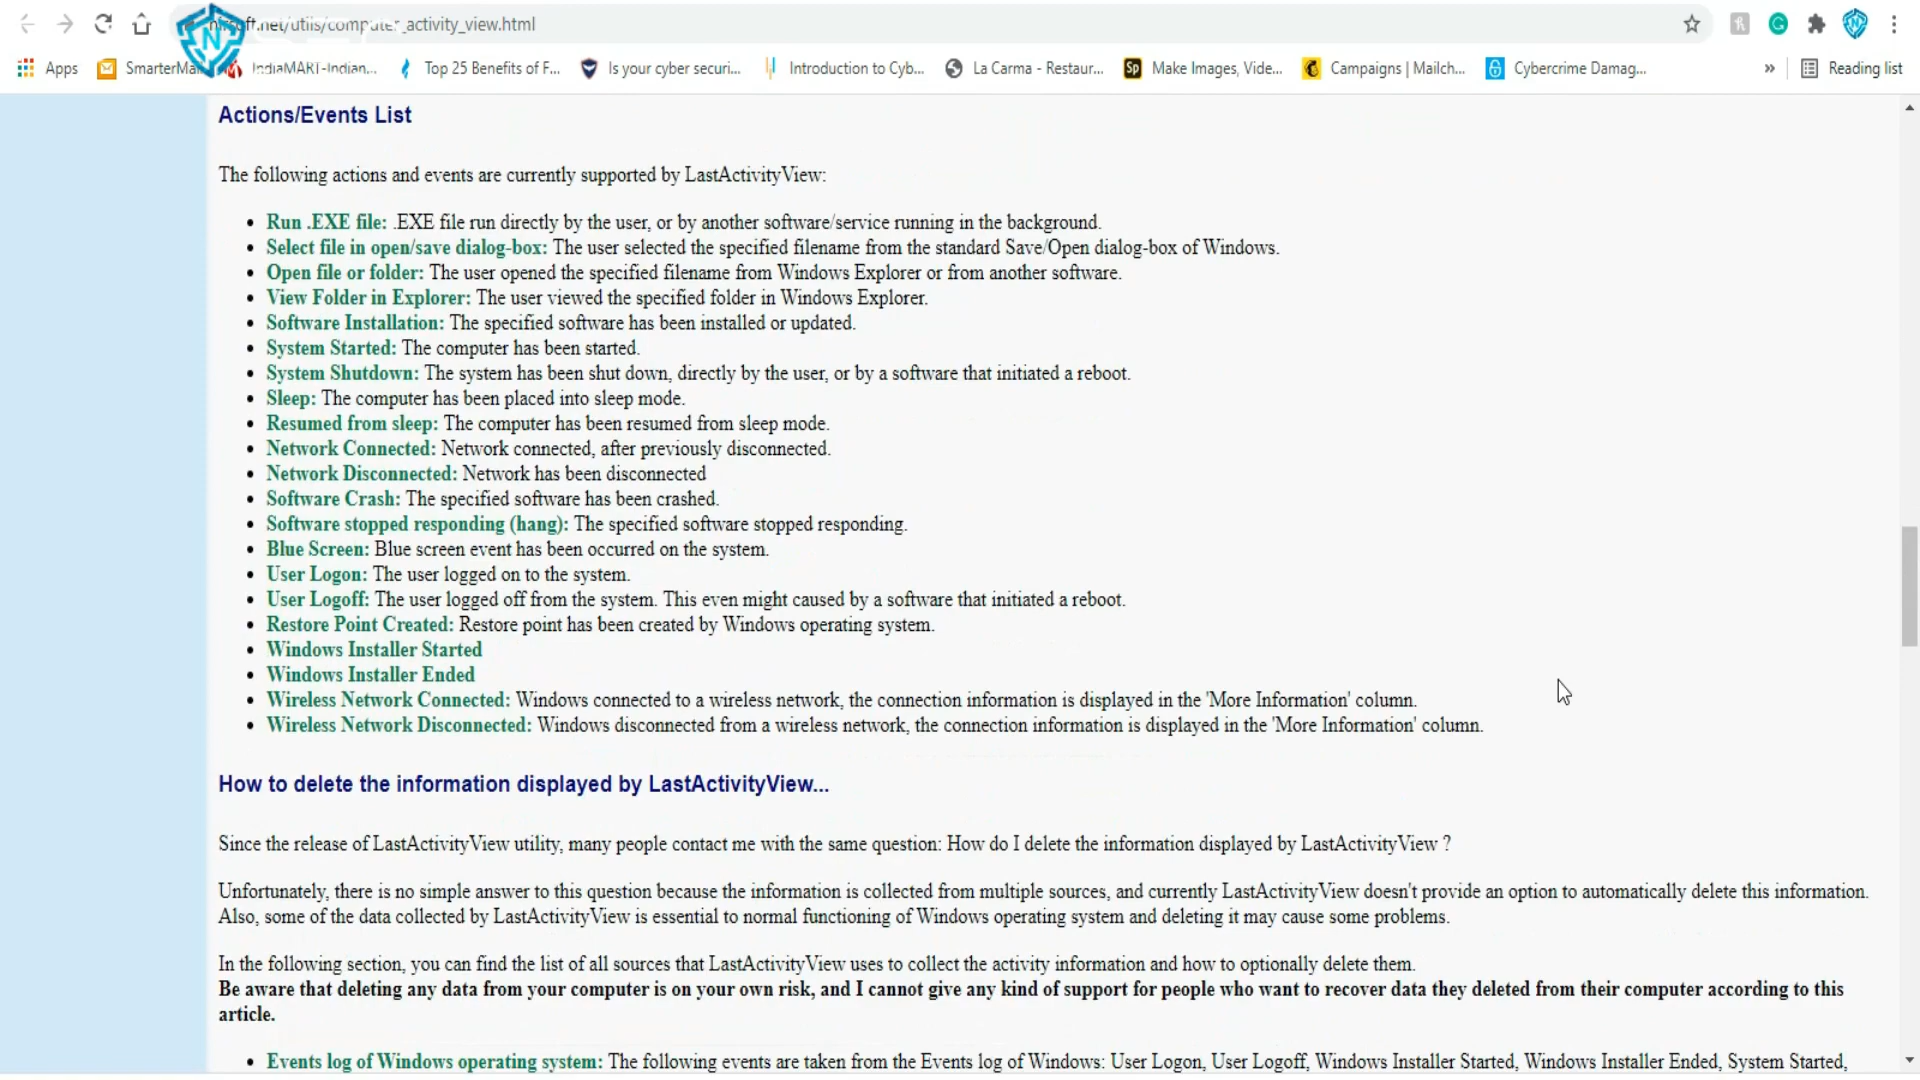 nirsoft.net/utils/computer_activity_view.html
Apps
IndiaMART-Indian...
Top 25 Benefits of F...
Is your cyber securi...
Introduction to Cyb...
La Carma - Restaur...
Make Images, Vide...
Campaigns | Mailch...
Cybercrime Damag...
»
Reading list
Actions/Events List
The following actions and events are currently supported by LastActivityView:
• Run .EXE file: .EXE file run directly by the user, or by another software/service running in the background.
• Select file in open/save dialog-box: The user selected the specified filename from the standard Save/Open dialog-box of Windows.
• Open file or folder: The user opened the specified filename from Windows Explorer or from another software.
• View Folder in Explorer: The user viewed the specified folder in Windows Explorer.
• Software Installation: The specified software has been installed or updated.
• System Started: The computer has been started.
• System Shutdown: The system has been shut down, directly by the user, or by a software that initiated a reboot.
• Sleep: The computer has been placed into sleep mode.
• Resumed from sleep: The computer has been resumed from sleep mode.
• Network Connected: Network connected, after previously disconnected.
• Network Disconnected: Network has been disconnected
• Software Crash: The specified software has been crashed.
• Software stopped responding (hang): The specified software stopped responding.
• Blue Screen: Blue screen event has been occurred on the system.
• User Logon: The user logged on to the system.
• User Logoff: The user logged off from the system. This even might caused by a software that initiated a reboot.
• Restore Point Created: Restore point has been created by Windows operating system.
• Windows Installer Started
• Windows Installer Ended
• Wireless Network Connected: Windows connected to a wireless network, the connection information is displayed in the 'More Information' column.
• Wireless Network Disconnected: Windows disconnected from a wireless network, the connection information is displayed in the 'More Information' column.
How to delete the information displayed by LastActivityView...
Since the release of LastActivityView utility, many people contact me with the same question: How do I delete the information displayed by LastActivityView ?
Unfortunately, there is no simple answer to this question because the information is collected from multiple sources, and currently LastActivityView doesn't provide an option to automatically delete this information.
Also, some of the data collected by LastActivityView is essential to normal functioning of Windows operating system and deleting it may cause some problems.
In the following section, you can find the list of all sources that LastActivityView uses to collect the activity information and how to optionally delete them.
Be aware that deleting any data from your computer is on your own risk, and I cannot give any kind of support for people who want to recover data they deleted from their computer according to this
article.
• Events log of Windows operating system: The following events are taken from the Events log of Windows: User Logon, User Logoff, Windows Installer Started, Windows Installer Ended, System Started,